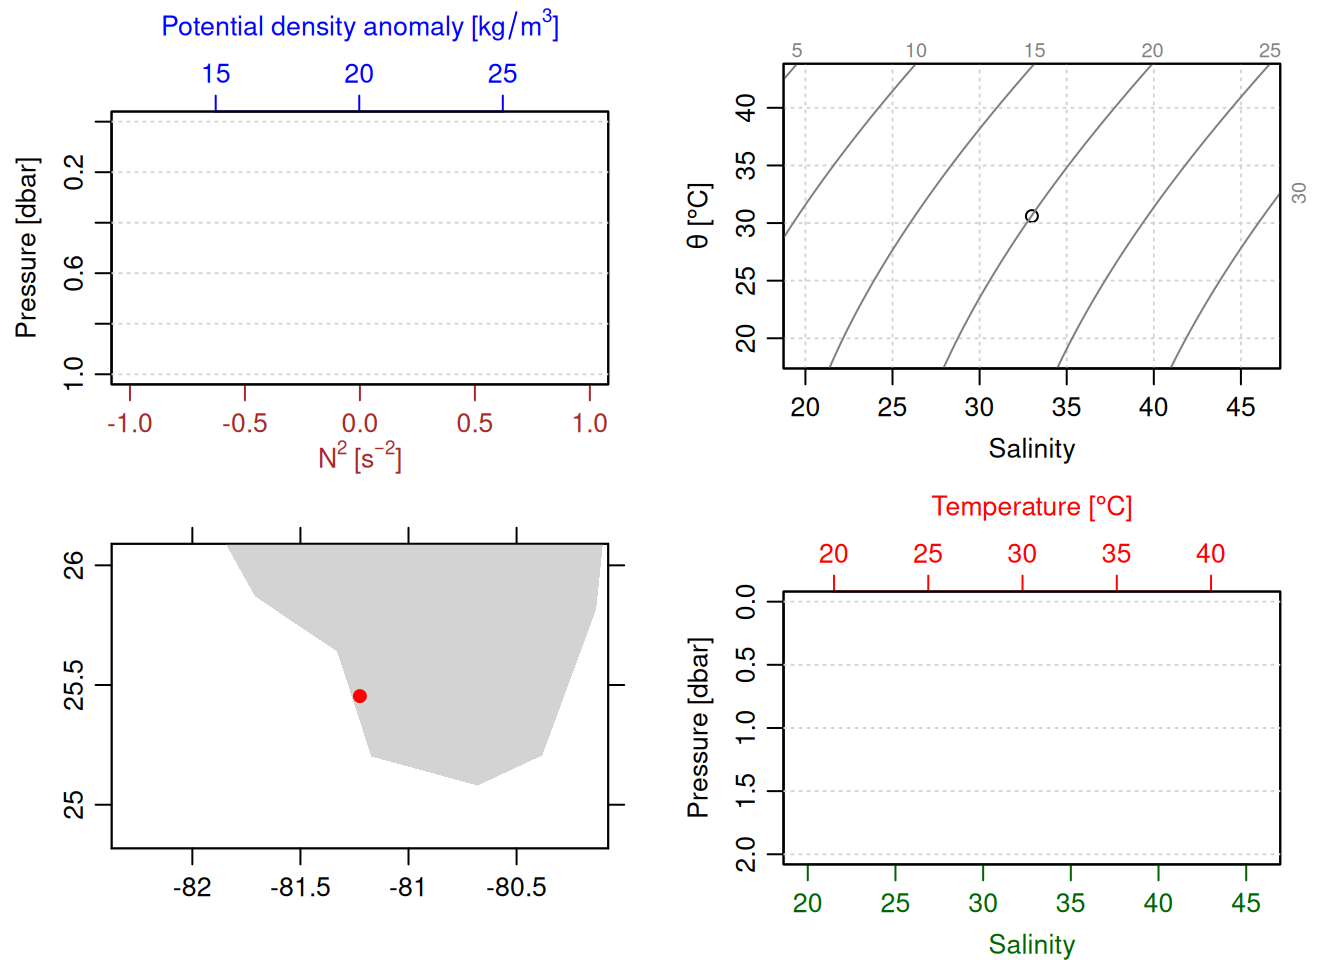 Potential density anomaly [kg/m³]
15 20 25
Pressure [dbar]
0.2
0.6
1.0
-1.0 -0.5 0.0 0.5 1.0
N² [s⁻²]
5 10 15 20 25
30
θ [°C]
40
35
30
25
20
20 25 30 35 40 45
Salinity
26
25.5
25
-82 -81.5 -81 -80.5
Temperature [°C]
20 25 30 35 40
Pressure [dbar]
0.0
0.5
1.0
1.5
2.0
20 25 30 35 40 45
Salinity